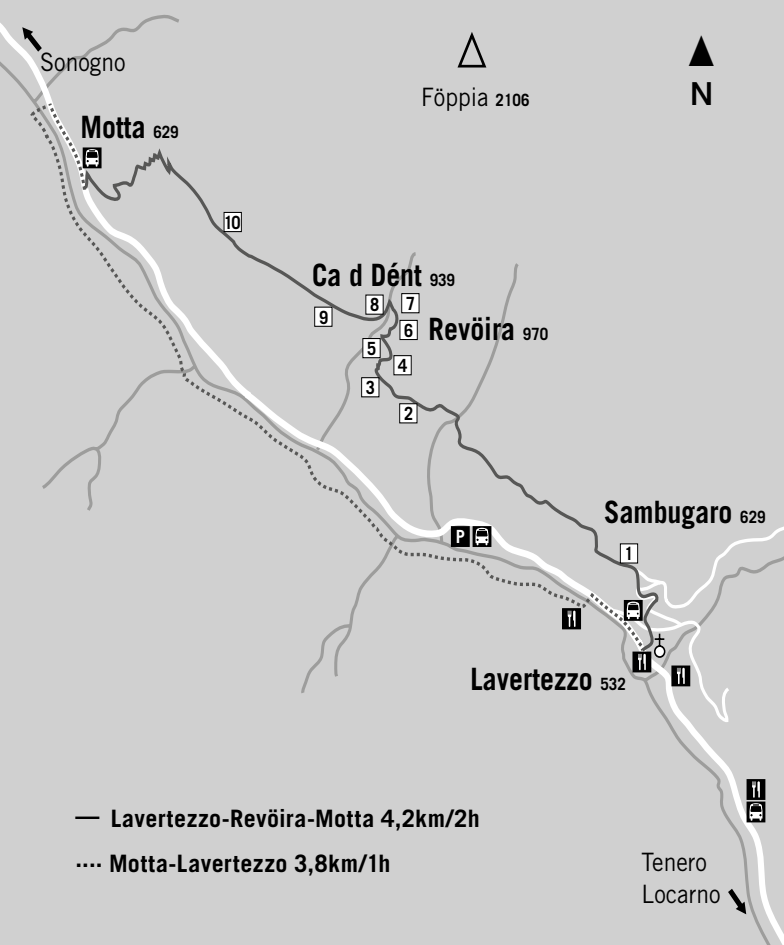 Sonogno
Föppia 2106
N
Motta 629
10
Ca d Dént 939
8
7
9
6
Revöira 970
5
4
3
2
Sambugaro 629
P
1
Lavertezzo 532
Lavertezzo-Revöira-Motta 4,2km/2h
Motta-Lavertezzo 3,8km/1h
Tenero
Locarno